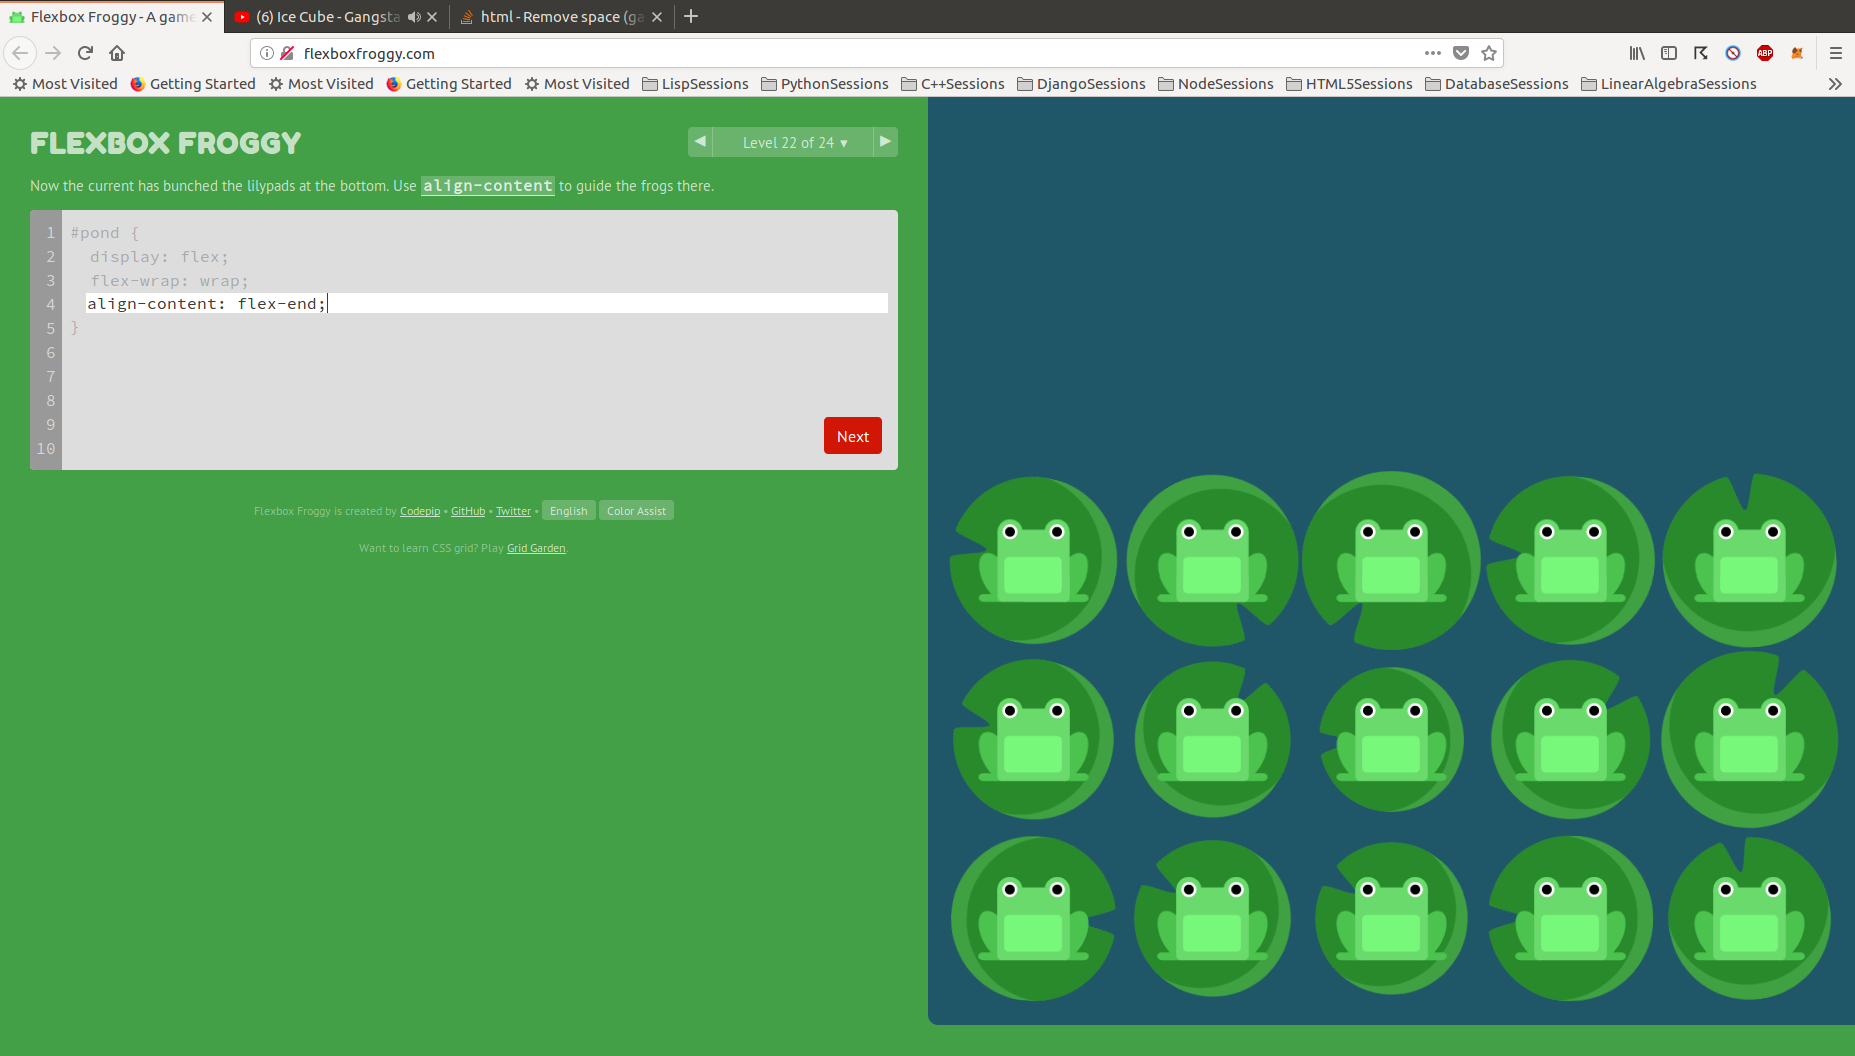 Flexbox Froggy - A game
(6) Ice Cube - Gangsta
html - Remove space (ga
flexboxfroggy.com
ABP
Most Visited Getting Started Most Visited Getting Started Most Visited LispSessions PythonSessions C++Sessions DjangoSessions NodeSessions HTML5Sessions DatabaseSessions LinearAlgebraSessions
FLEXBOX FROGGY
◀ Level 22 of 24 ▾ ▶
Now the current has bunched the lilypads at the bottom. Use align-content to guide the frogs there.
1 #pond {
2 display: flex;
3 flex-wrap: wrap;
4 align-content: flex-end;
5 }
6
7
8
9
10
Next
Flexbox Froggy is created by Codepip • GitHub • Twitter • English Color Assist
Want to learn CSS grid? Play Grid Garden.